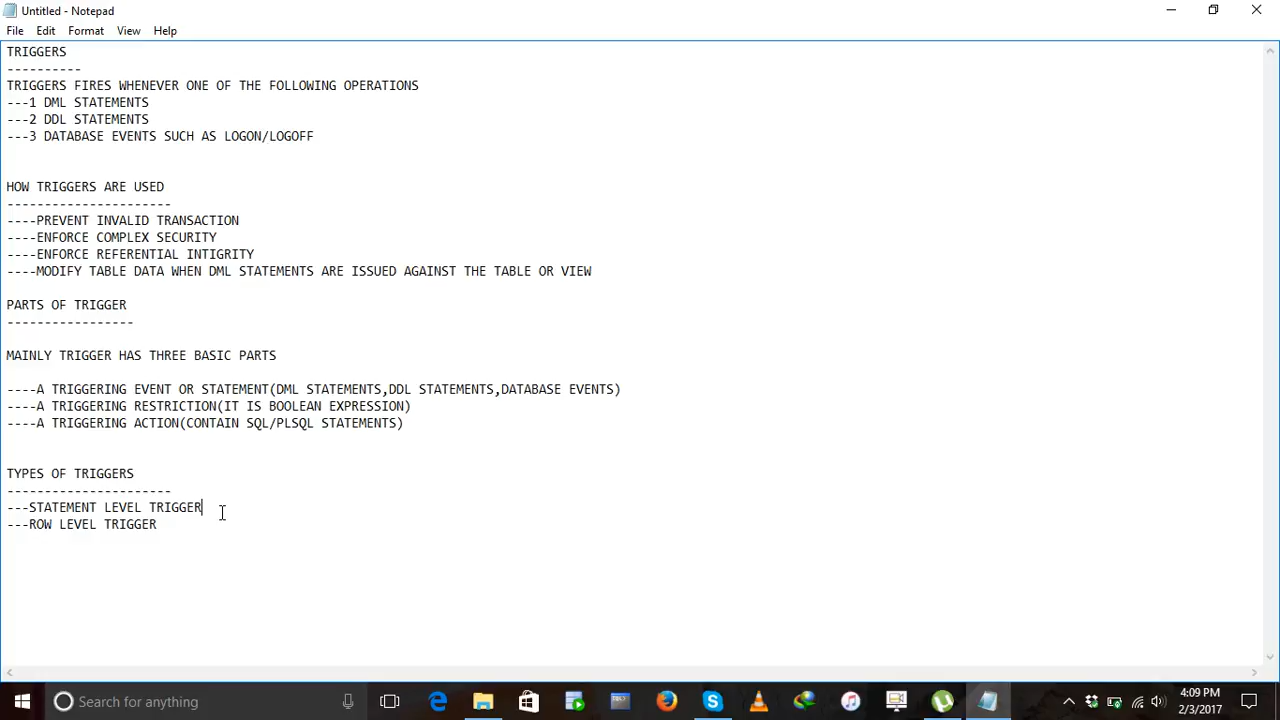 Untitled - Notepad
File Edit Format View Help
TRIGGERS
----------
TRIGGERS FIRES WHENEVER ONE OF THE FOLLOWING OPERATIONS
---1 DML STATEMENTS
---2 DDL STATEMENTS
---3 DATABASE EVENTS SUCH AS LOGON/LOGOFF
HOW TRIGGERS ARE USED
----------------------
----PREVENT INVALID TRANSACTION
----ENFORCE COMPLEX SECURITY
----ENFORCE REFERENTIAL INTIGRITY
----MODIFY TABLE DATA WHEN DML STATEMENTS ARE ISSUED AGAINST THE TABLE OR VIEW
PARTS OF TRIGGER
-----------------
MAINLY TRIGGER HAS THREE BASIC PARTS
----A TRIGGERING EVENT OR STATEMENT(DML STATEMENTS,DDL STATEMENTS,DATABASE EVENTS)
----A TRIGGERING RESTRICTION(IT IS BOOLEAN EXPRESSION)
----A TRIGGERING ACTION(CONTAIN SQL/PLSQL STATEMENTS)
TYPES OF TRIGGERS
----------------------
---STATEMENT LEVEL TRIGGER
---ROW LEVEL TRIGGER
Search for anything
4:09 PM
2/3/2017